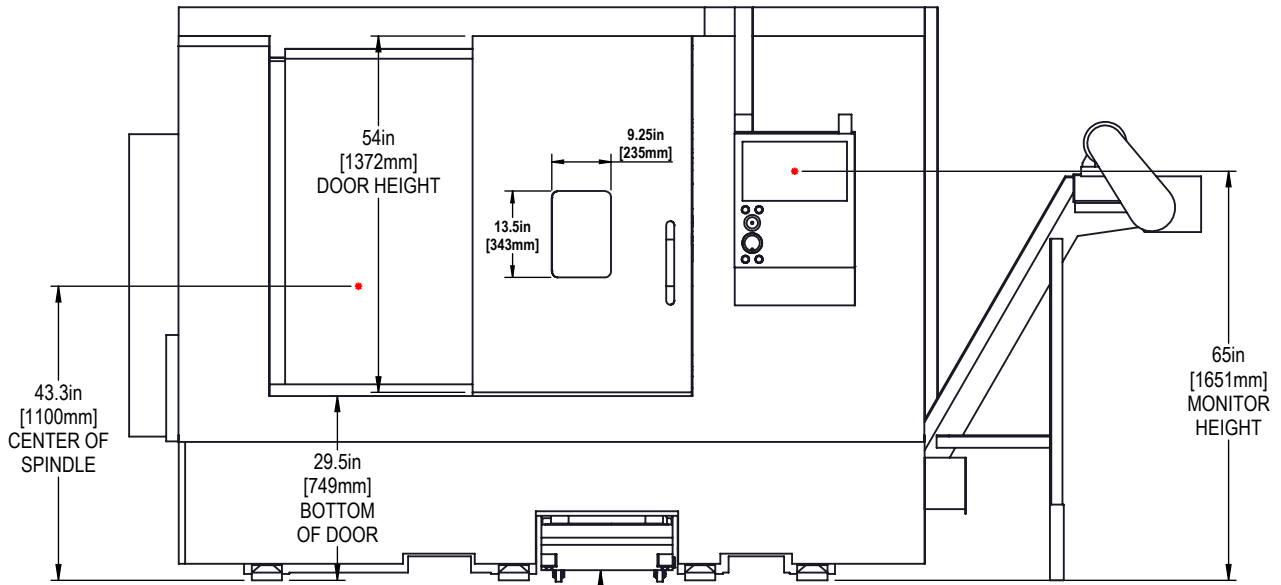 54in
[1372mm]
DOOR HEIGHT
9.25in
[235mm]
13.5in
[343mm]
43.3in
[1100mm]
CENTER OF
SPINDLE
29.5in
[749mm]
BOTTOM
OF DOOR
65in
[1651mm]
MONITOR
HEIGHT